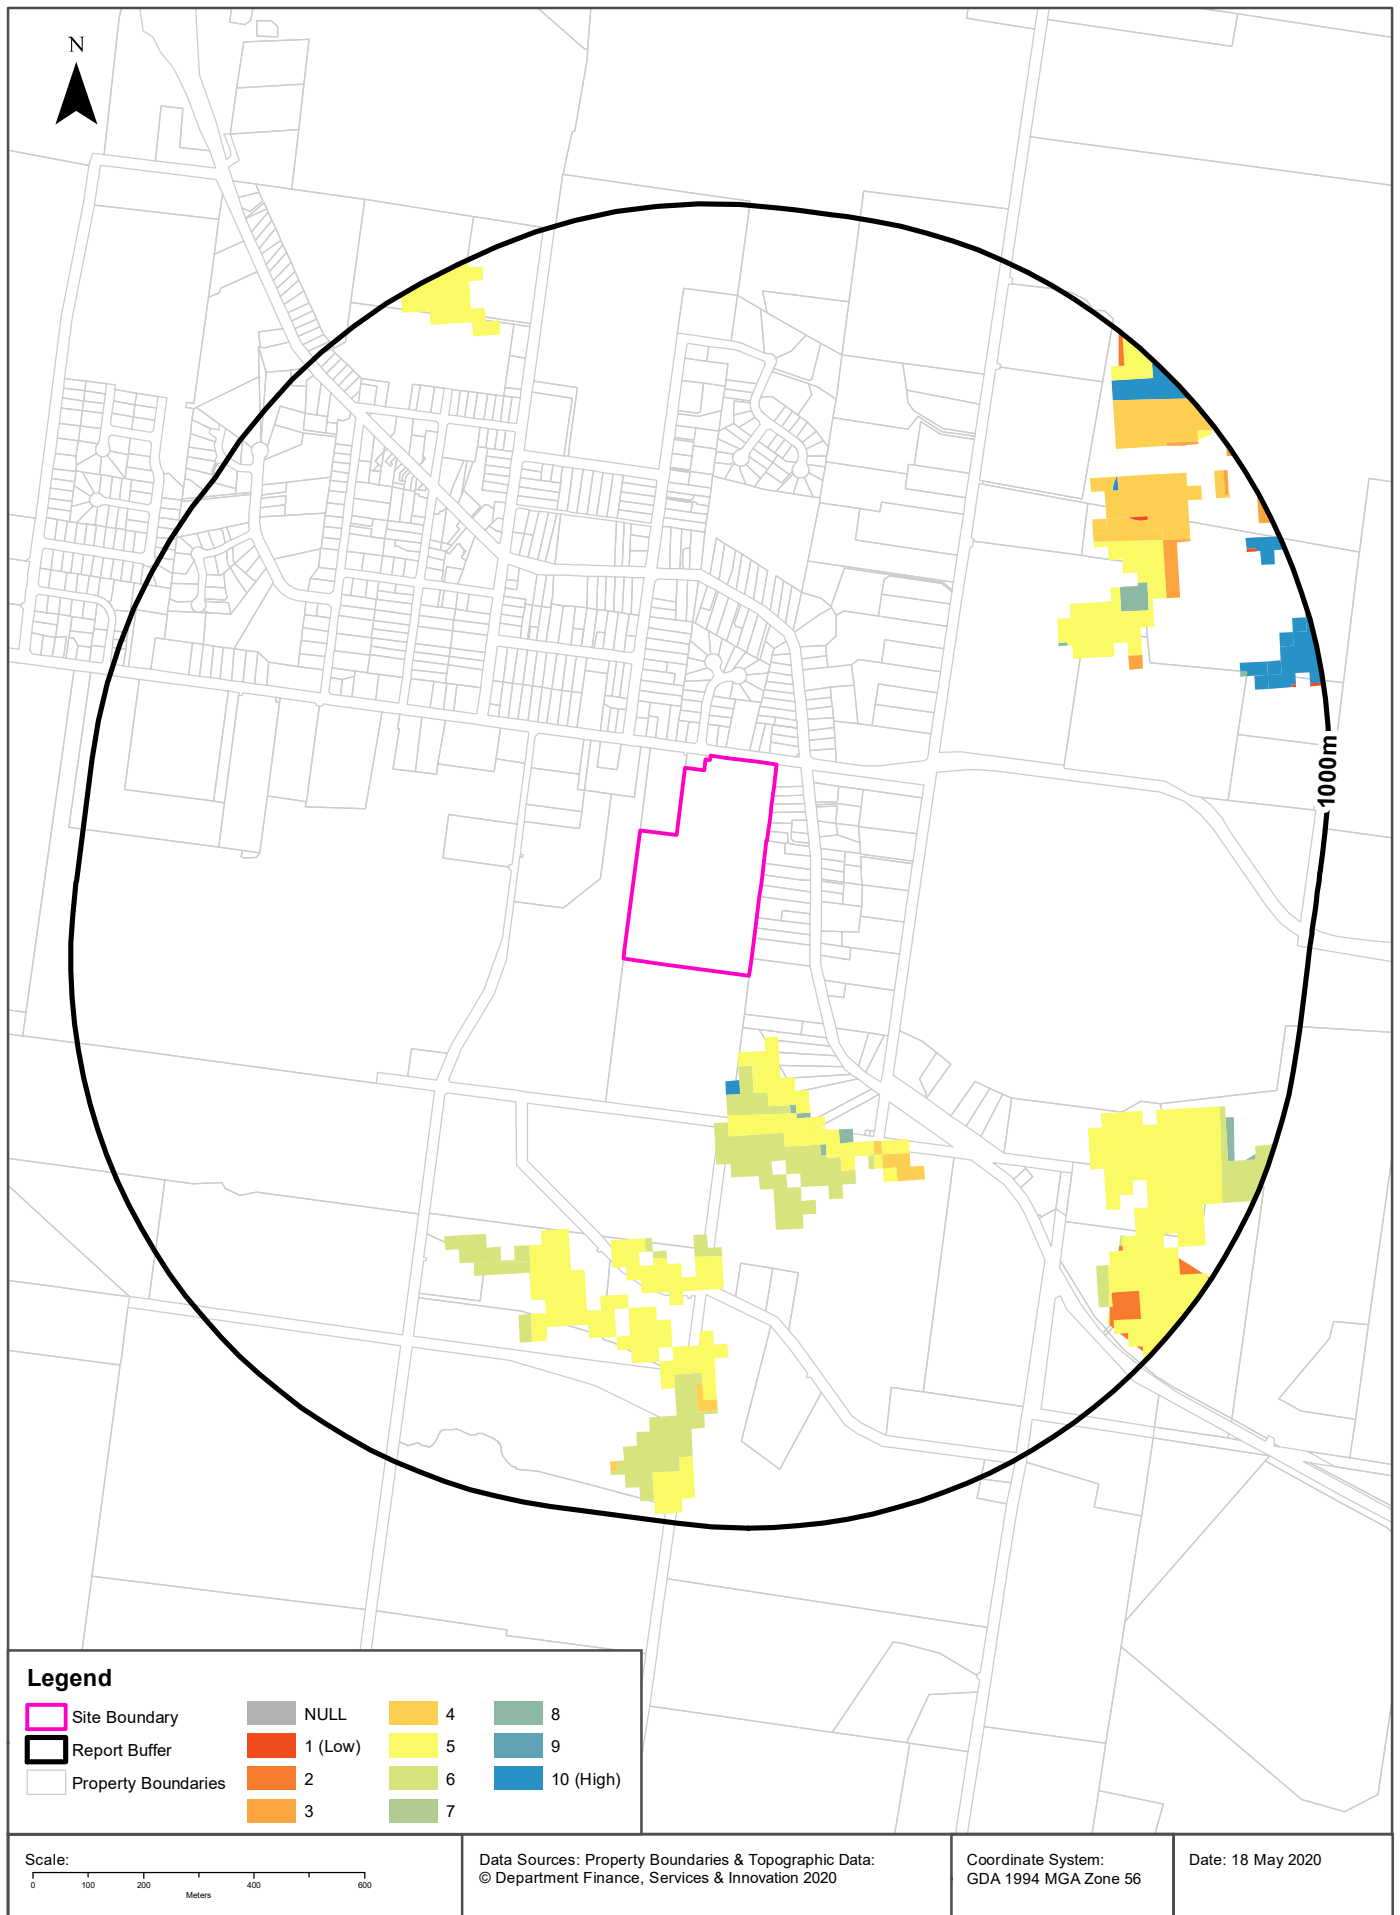 N
1000m
Legend
Site Boundary
Report Buffer
Property Boundaries
NULL
1 (Low)
2
3
4
5
6
7
8
9
10 (High)
Scale:
0 100 200 400 600
Meters
Data Sources: Property Boundaries & Topographic Data:
© Department Finance, Services & Innovation 2020
Coordinate System:
GDA 1994 MGA Zone 56
Date: 18 May 2020